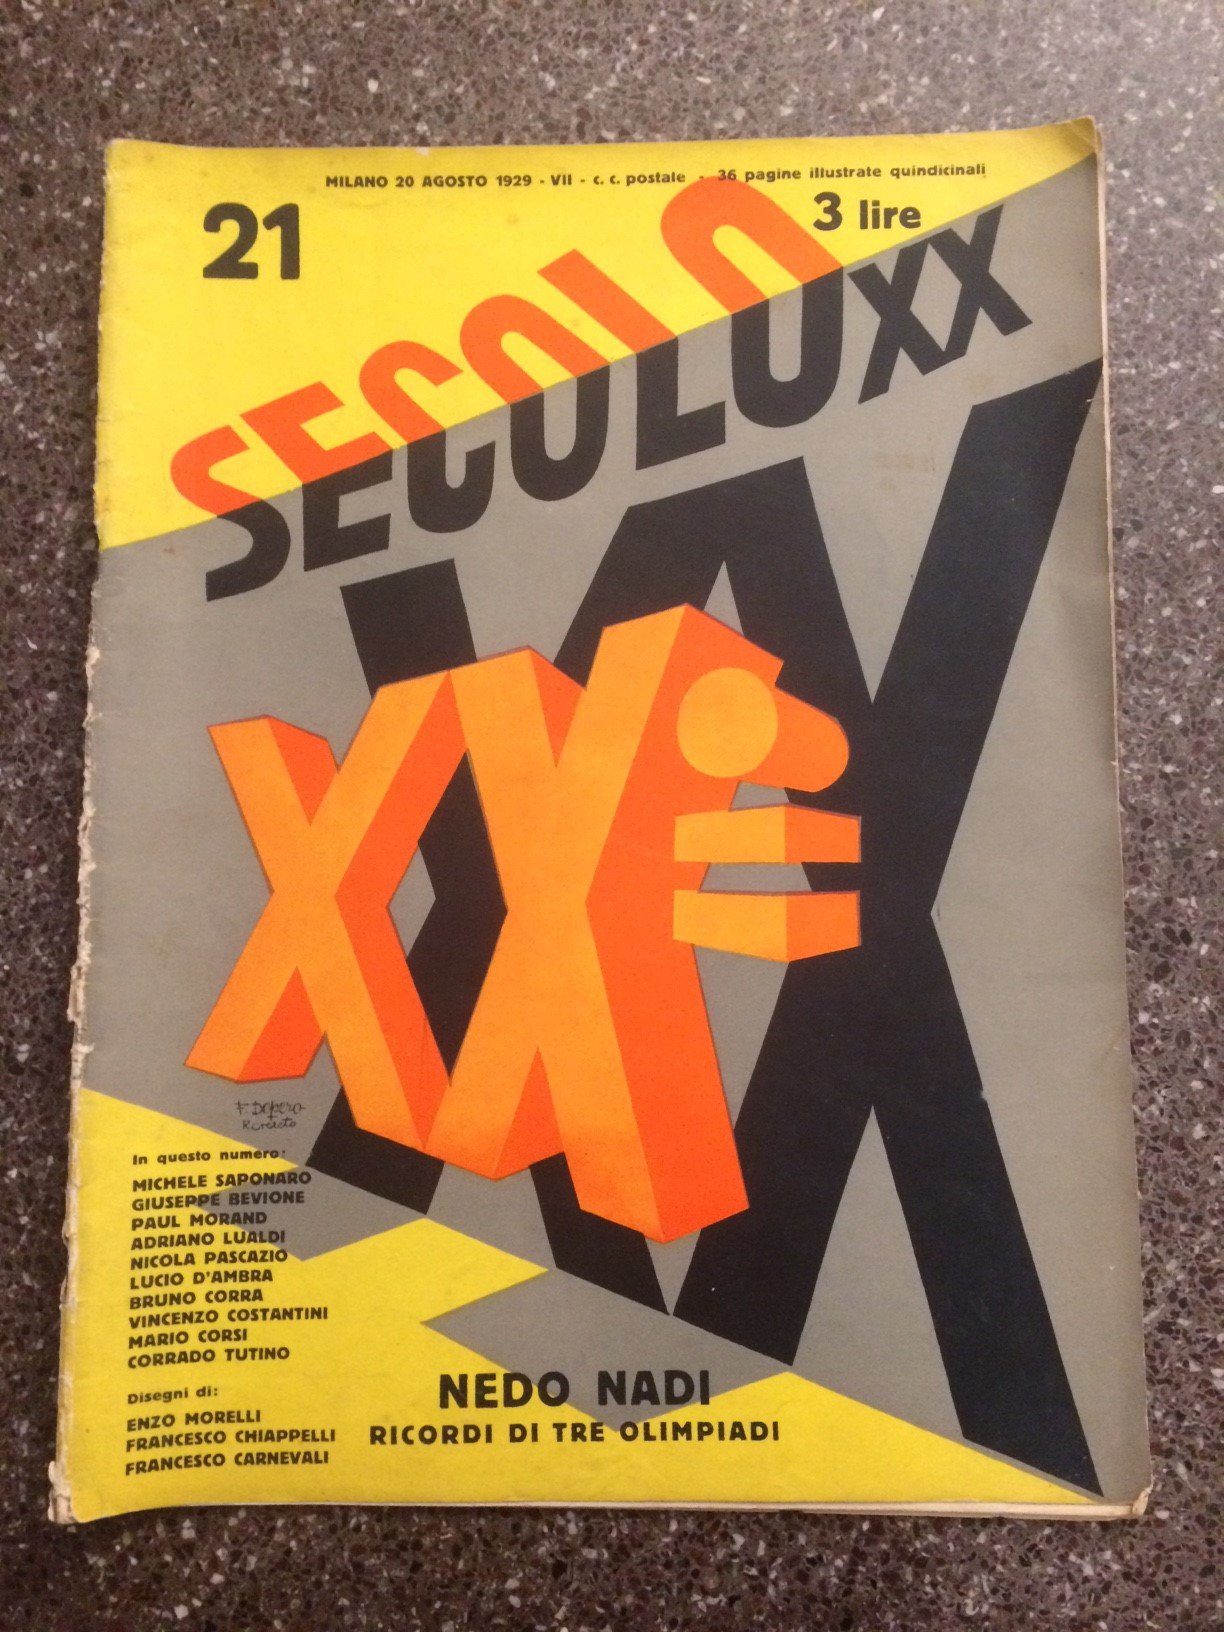 MILANO 20 AGOSTO 1929 - VII - c. c. postale - 36 pagine illustrate quindicinali
21
3 lire
SECOLO XX
XX
F. Depero
Rovereto
In questo numero:
MICHELE SAPONARO
GIUSEPPE BEVIONE
PAUL MORAND
ADRIANO LUALDI
NICOLA PASCAZIO
LUCIO D'AMBRA
BRUNO CORRA
VINCENZO COSTANTINI
MARIO CORSI
CORRADO TUTINO
Disegni di:
ENZO MORELLI
FRANCESCO CHIAPPELLI
FRANCESCO CARNEVALI
NEDO NADI
RICORDI DI TRE OLIMPIADI